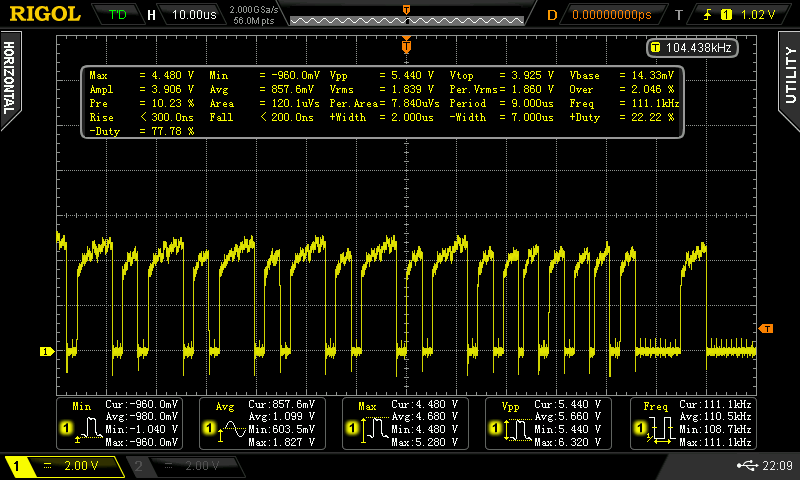 RIGOL T'D H 10.00us 2.000GSa/s 56.0M pts D 0.00000000ps T 1 1.02 V
HORIZONTAL
UTILITY
T 104.438kHz
Max = 4.480 V Min = -960.0mV Vpp = 5.440 V Vtop = 3.925 V Vbase = 14.33mV
Ampl = 3.906 V Avg = 857.6mV Vrms = 1.839 V Per.Vrms= 1.860 V Over = 2.046 %
Pre = 10.23 % Area = 120.1uVs Per.Area= 7.840uVs Period = 9.000us Freq = 111.1kHz
Rise < 300.0ns Fall < 200.0ns +Width = 2.000us -Width = 7.000us +Duty = 22.22 %
-Duty = 77.78 %
T
1
T
Min Cur:-960.0mV
Avg:-980.0mV
1 Min:-1.040 V
Max:-960.0mV
Avg Cur:857.6mV
Avg:1.099 V
1 Min:603.5mV
Max:1.827 V
Max Cur:4.480 V
Avg:4.680 V
1 Min:4.480 V
Max:5.280 V
Vpp Cur:5.440 V
Avg:5.660 V
1 Min:5.440 V
Max:6.320 V
Freq Cur:111.1kHz
Avg:110.5kHz
1 Min:108.7kHz
Max:111.1kHz
1 = 2.00 V 2 = 2.00 V 22:09